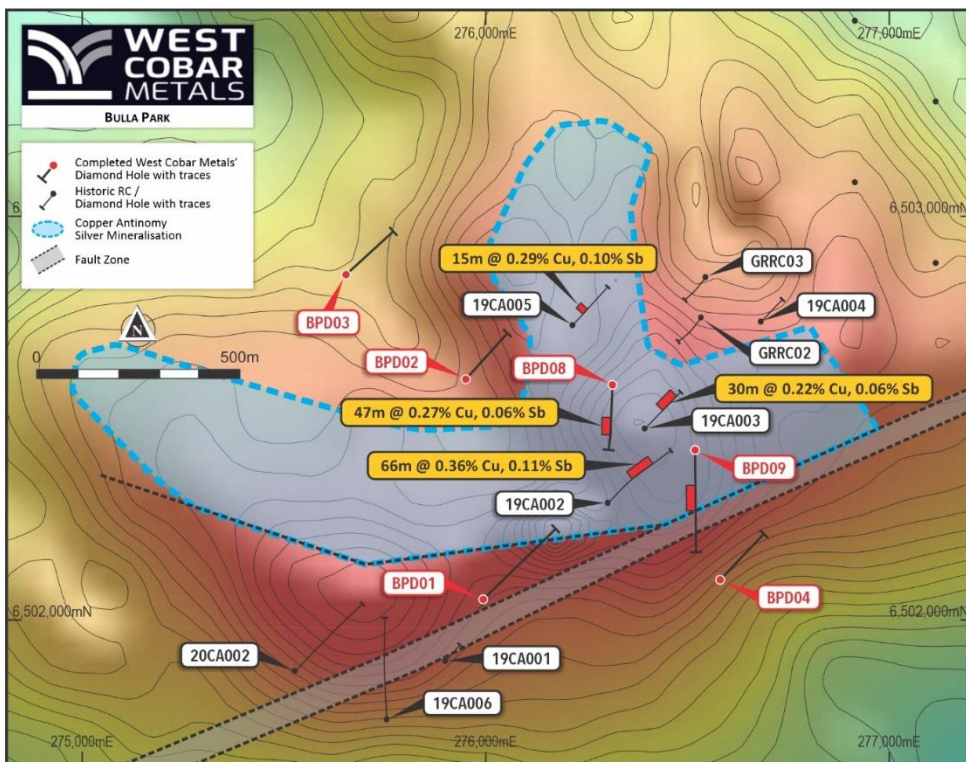 WEST
COBAR
METALS
BULLA PARK
276,000mE
277,000mE
Completed West Cobar Metals'
Diamond Hole with traces
Historic RC /
Diamond Hole with traces
Copper Antinomy
Silver Mineralisation
Fault Zone
6,503,000mN
6,503,000mN
15m @ 0.29% Cu, 0.10% Sb
GRRC03
19CA005
19CA004
BPD03
N
GRRC02
0
500m
BPD02
BPD08
30m @ 0.22% Cu, 0.06% Sb
47m @ 0.27% Cu, 0.06% Sb
19CA003
66m @ 0.36% Cu, 0.11% Sb
BPD09
19CA002
BPD01
BPD04
6,502,000mN
6,502,000mN
20CA002
19CA001
19CA006
275,000mE
276,000mE
277,000mE